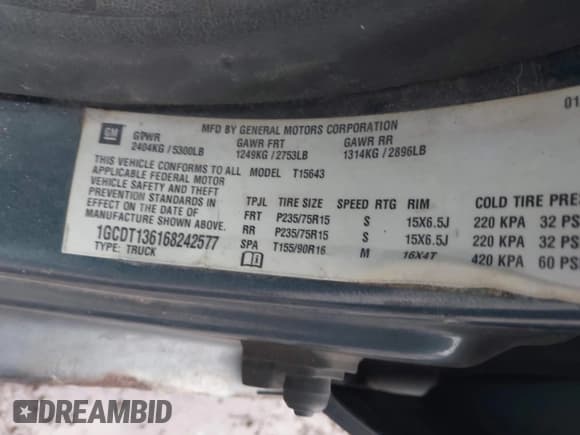 01
GM
MFD BY GENERAL MOTORS CORPORATION
GVWR GAWR FRT GAWR RR
2404KG / 5300LB 1249KG / 2753LB 1314KG / 2896LB
THIS VEHICLE CONFORMS TO ALL MODEL T15643
APPLICABLE FEDERAL MOTOR
VEHICLE SAFETY AND THEFT
PREVENTION STANDARDS IN
EFFECT ON THE DATE OF
MANUFACTURE SHOWN ABOVE.
1GCDT136168242577
TYPE: TRUCK
TPJL TIRE SIZE SPEED RTG RIM COLD TIRE PRES
FRT P235/75R15 S 15X6.5J 220 KPA 32 PS
RR P235/75R15 S 15X6.5J 220 KPA 32 PS
SPA T155/90R16 M 16X4T 420 KPA 60 PS
DREAMBID